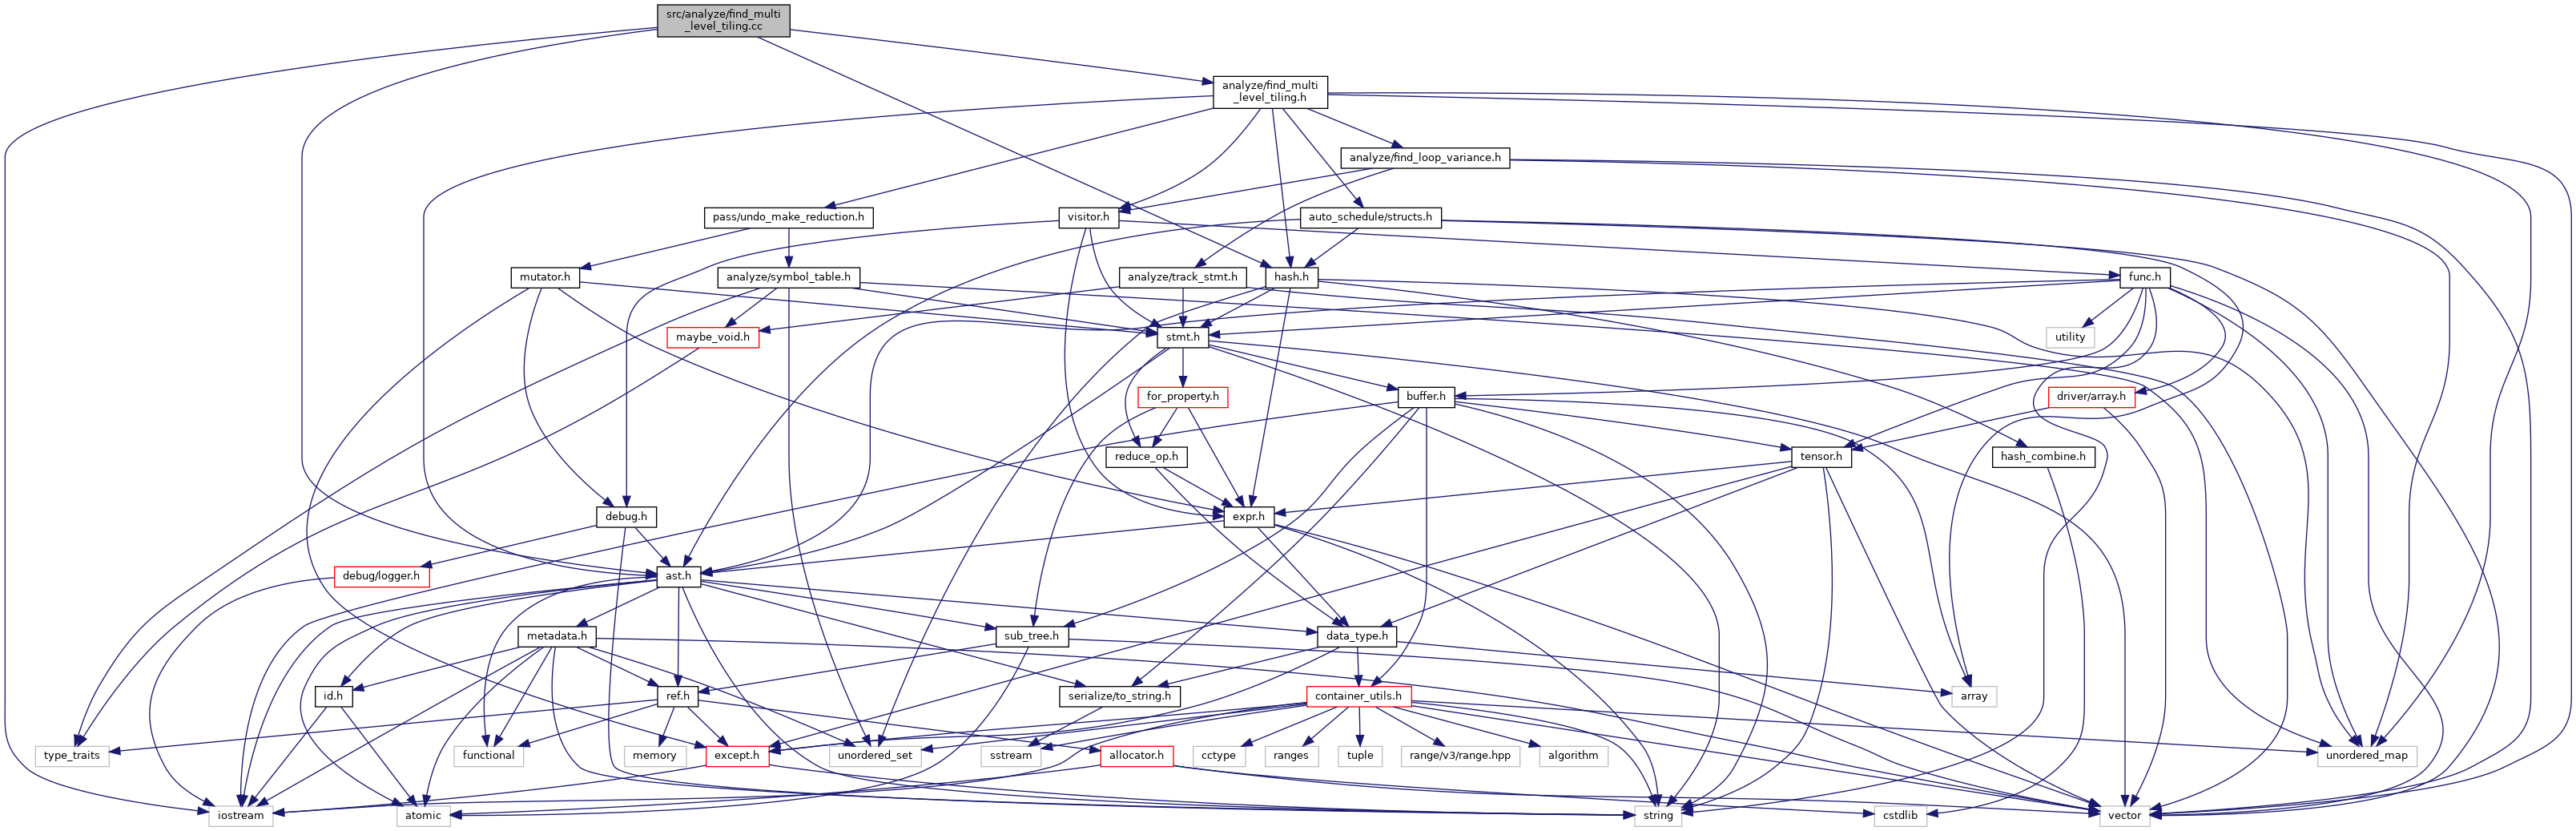 src/analyze/find_multi
_level_tiling.cc
analyze/find_multi
_level_tiling.h
analyze/find_loop_variance.h
pass/undo_make_reduction.h
visitor.h
auto_schedule/structs.h
mutator.h
analyze/symbol_table.h
analyze/track_stmt.h
hash.h
func.h
maybe_void.h
stmt.h
utility
for_property.h
buffer.h
driver/array.h
reduce_op.h
tensor.h
hash_combine.h
debug.h
expr.h
debug/logger.h
ast.h
metadata.h
sub_tree.h
data_type.h
id.h
ref.h
serialize/to_string.h
container_utils.h
array
type_traits
functional
memory
except.h
unordered_set
sstream
allocator.h
cctype
ranges
tuple
range/v3/range.hpp
algorithm
unordered_map
iostream
atomic
string
cstdlib
vector